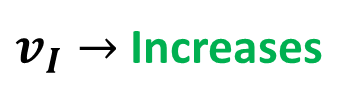 v_I → Increases